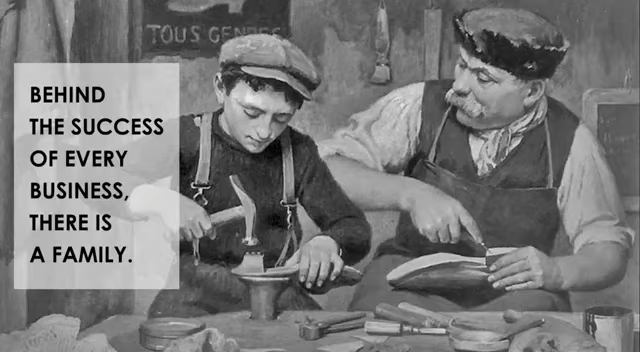 TOUS GENRES
BEHIND
THE SUCCESS
OF EVERY
BUSINESS,
THERE IS
A FAMILY.